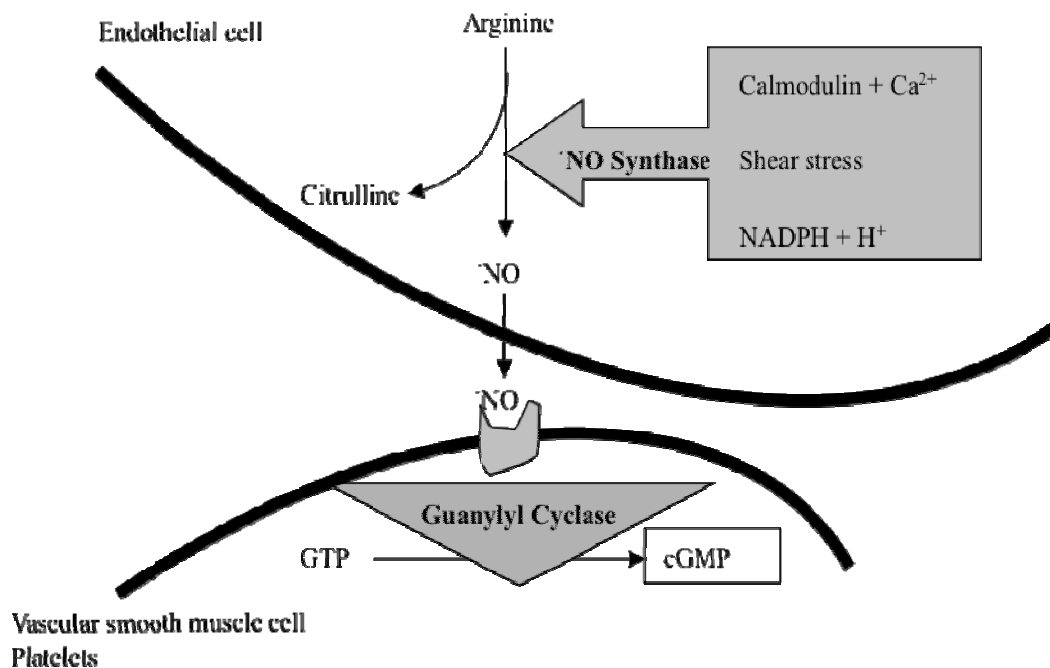 Endothelial cell
Arginine
Calmodulin + Ca²⁺
˙NO Synthase
Shear stress
Citrulline
NADPH + H⁺
˙NO
˙NO
Guanylyl Cyclase
GTP
cGMP
Vascular smooth muscle cell
Platelets